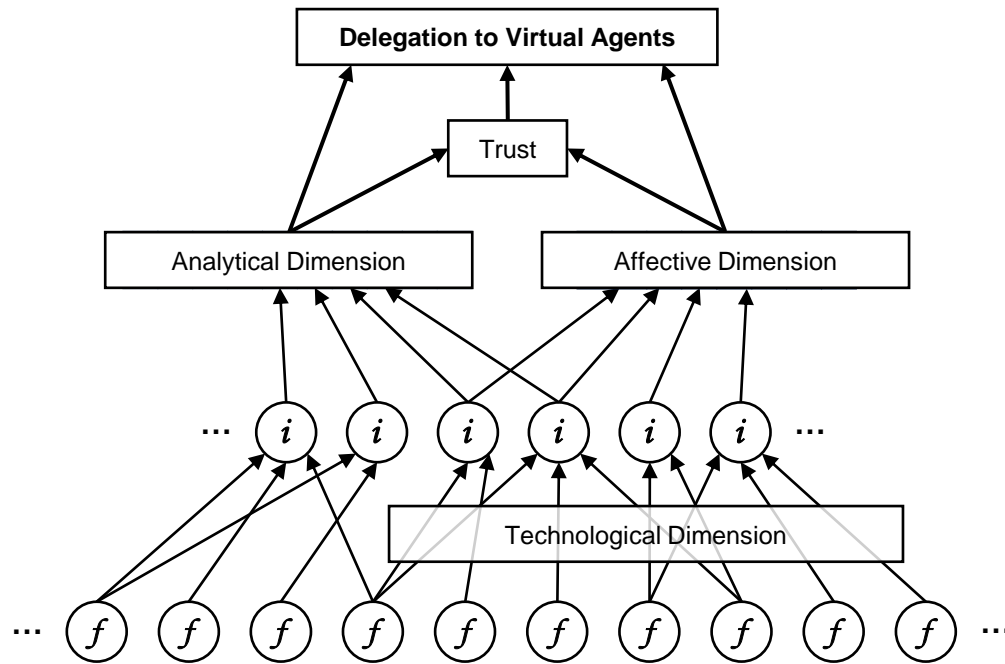 Delegation to Virtual Agents
Trust
Analytical Dimension Affective Dimension
... i i i i i i ...
Technological Dimension
... f f f f f f f f f f ...